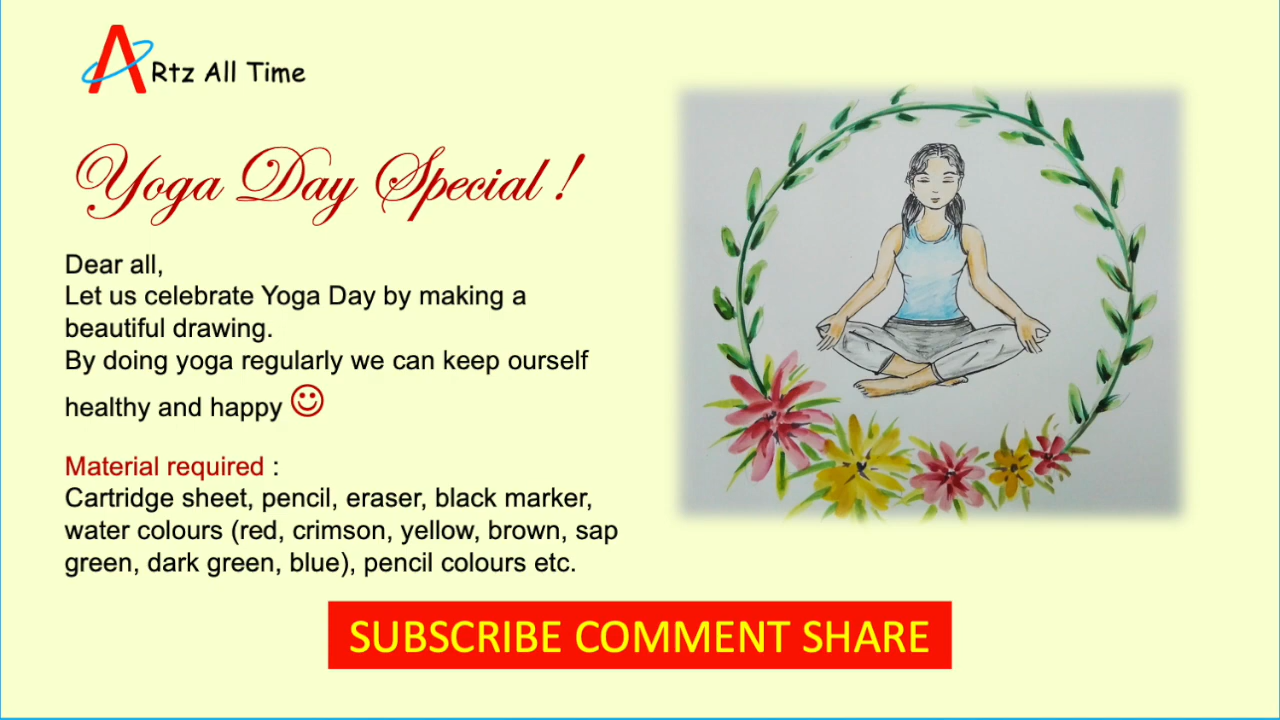 ARtz All Time
Yoga Day Special !
Dear all,
Let us celebrate Yoga Day by making a
beautiful drawing.
By doing yoga regularly we can keep ourself
healthy and happy ☺
Material required :
Cartridge sheet, pencil, eraser, black marker,
water colours (red, crimson, yellow, brown, sap
green, dark green, blue), pencil colours etc.
SUBSCRIBE COMMENT SHARE